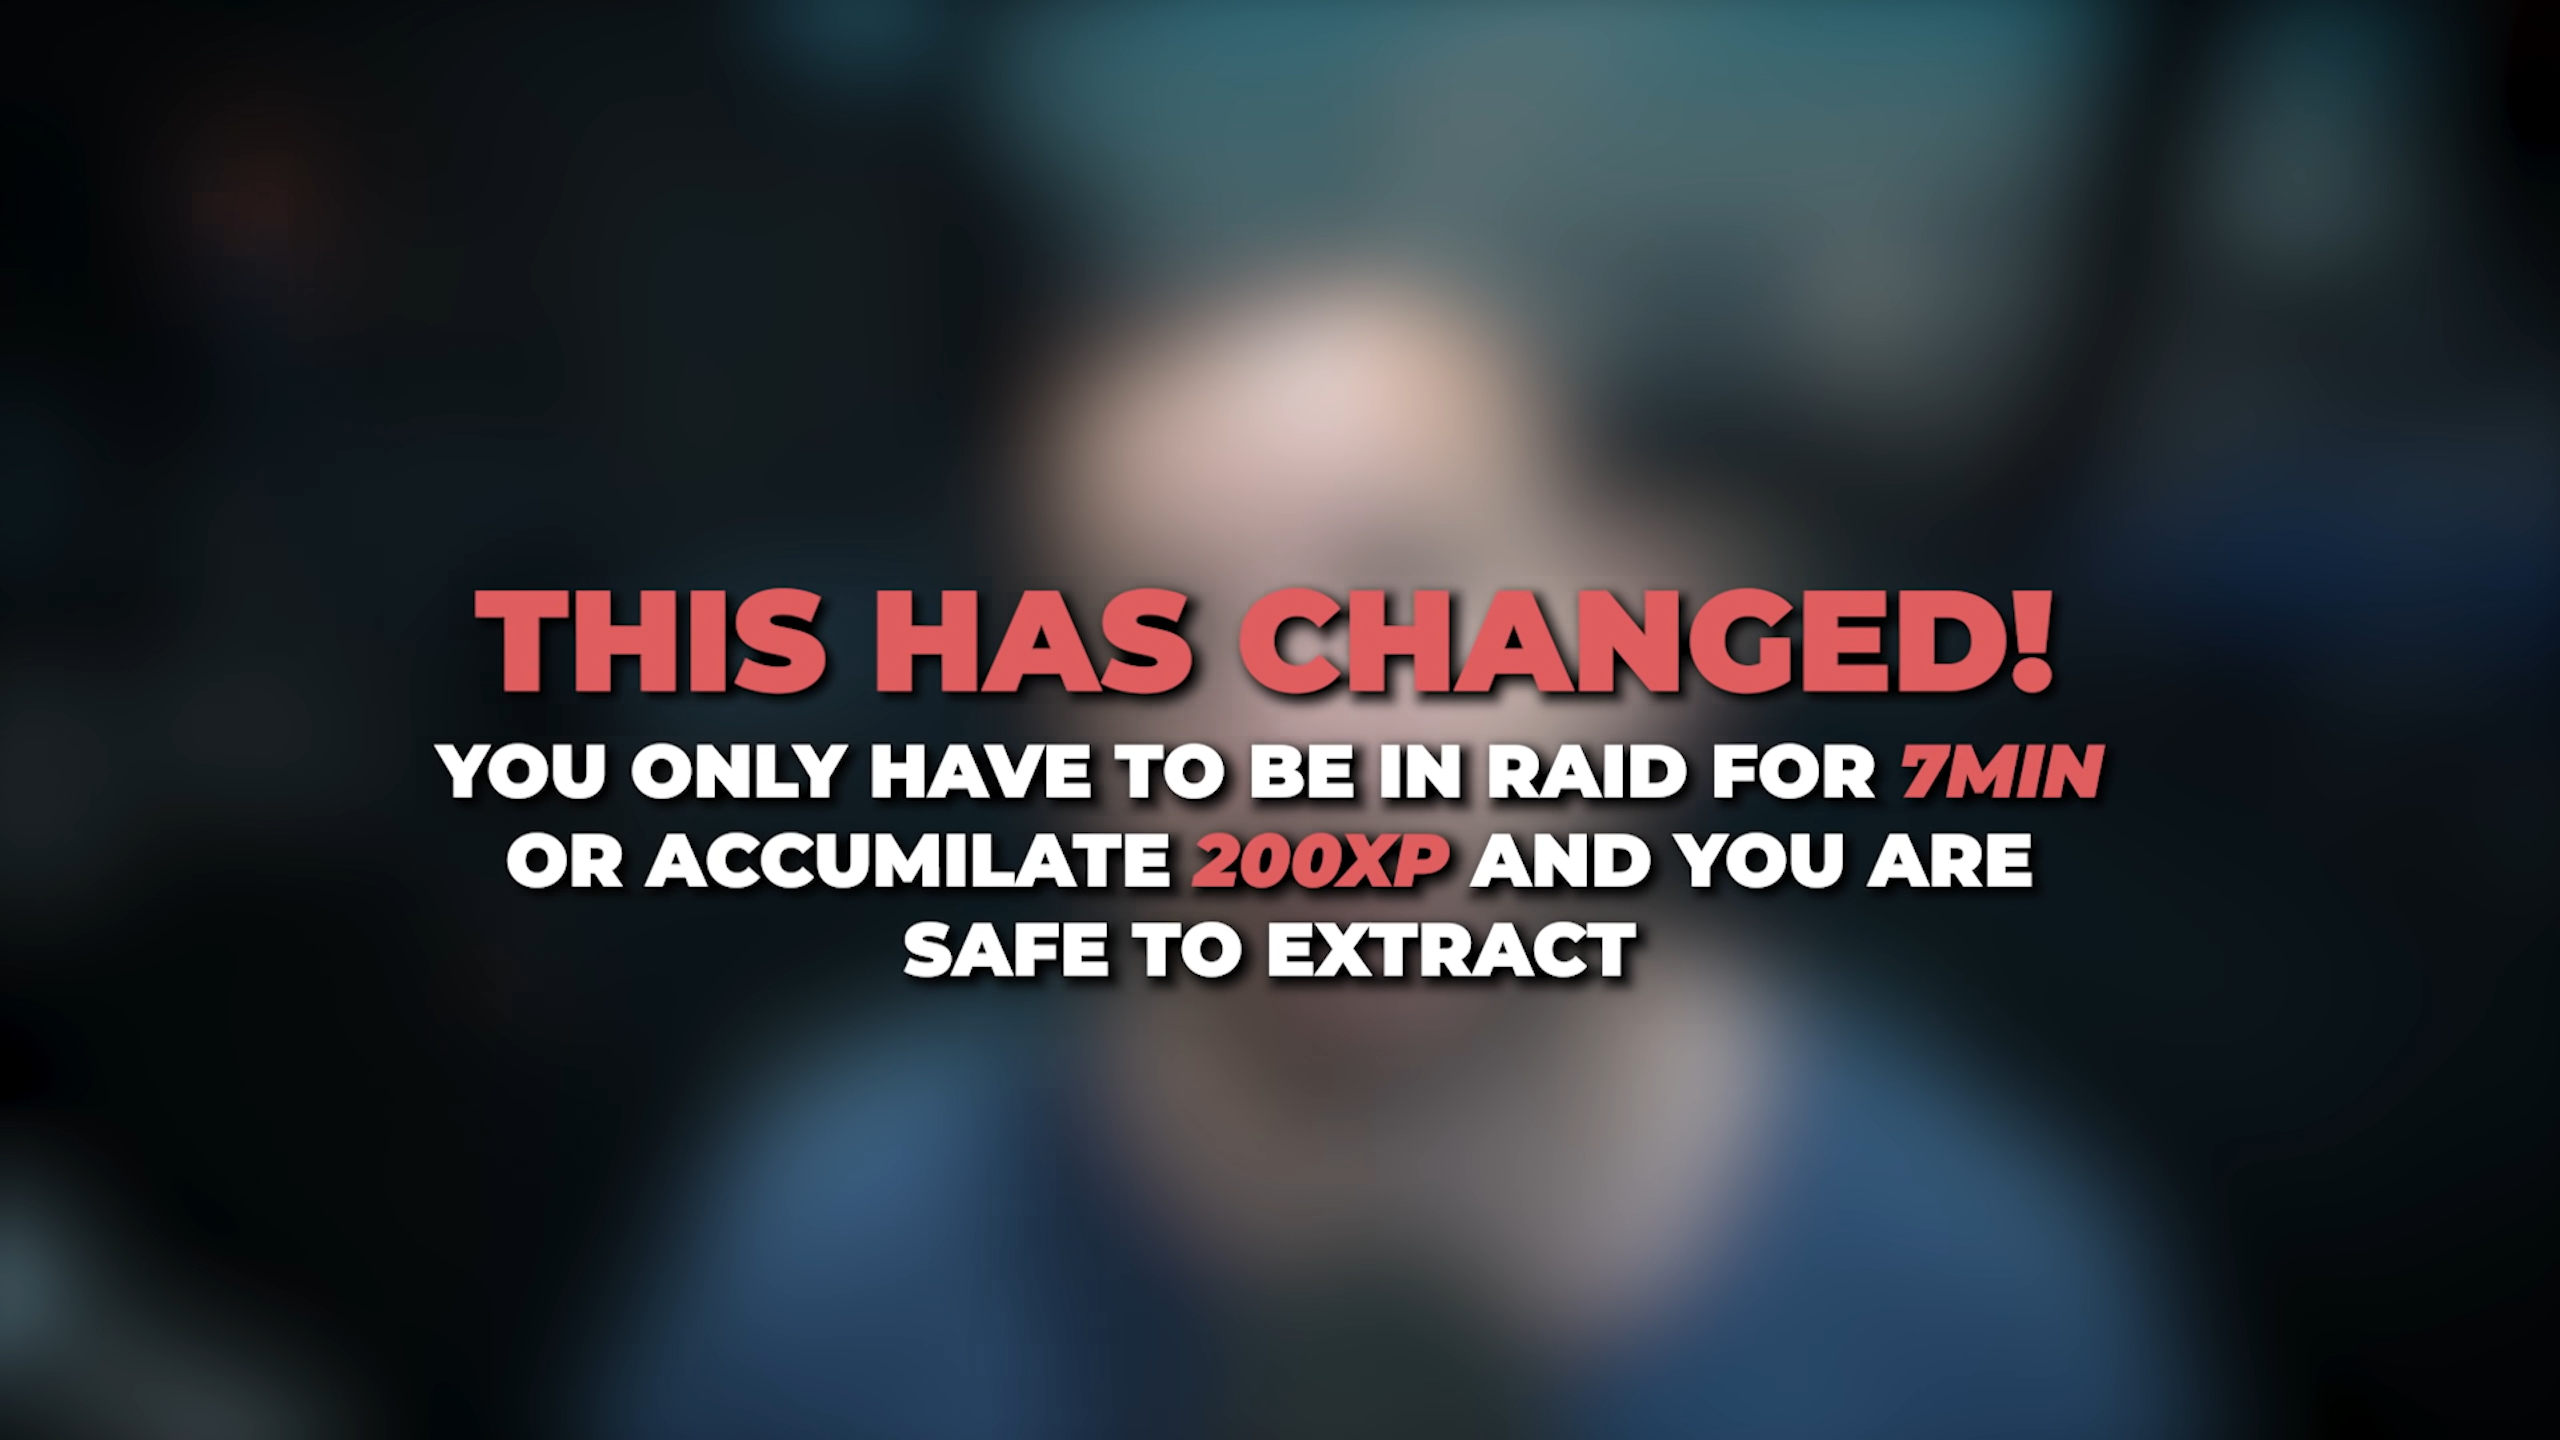 THIS HAS CHANGED!
YOU ONLY HAVE TO BE IN RAID FOR 7MIN
OR ACCUMILATE 200XP AND YOU ARE
SAFE TO EXTRACT